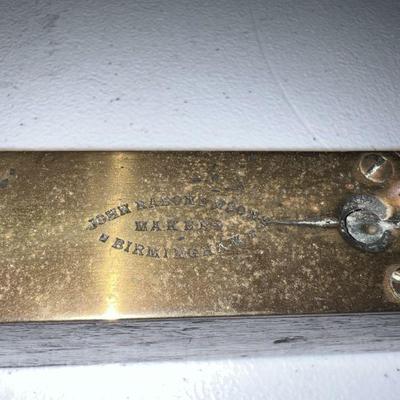 JOHN RABONE & SONS
MAKERS
BIRMINGHAM